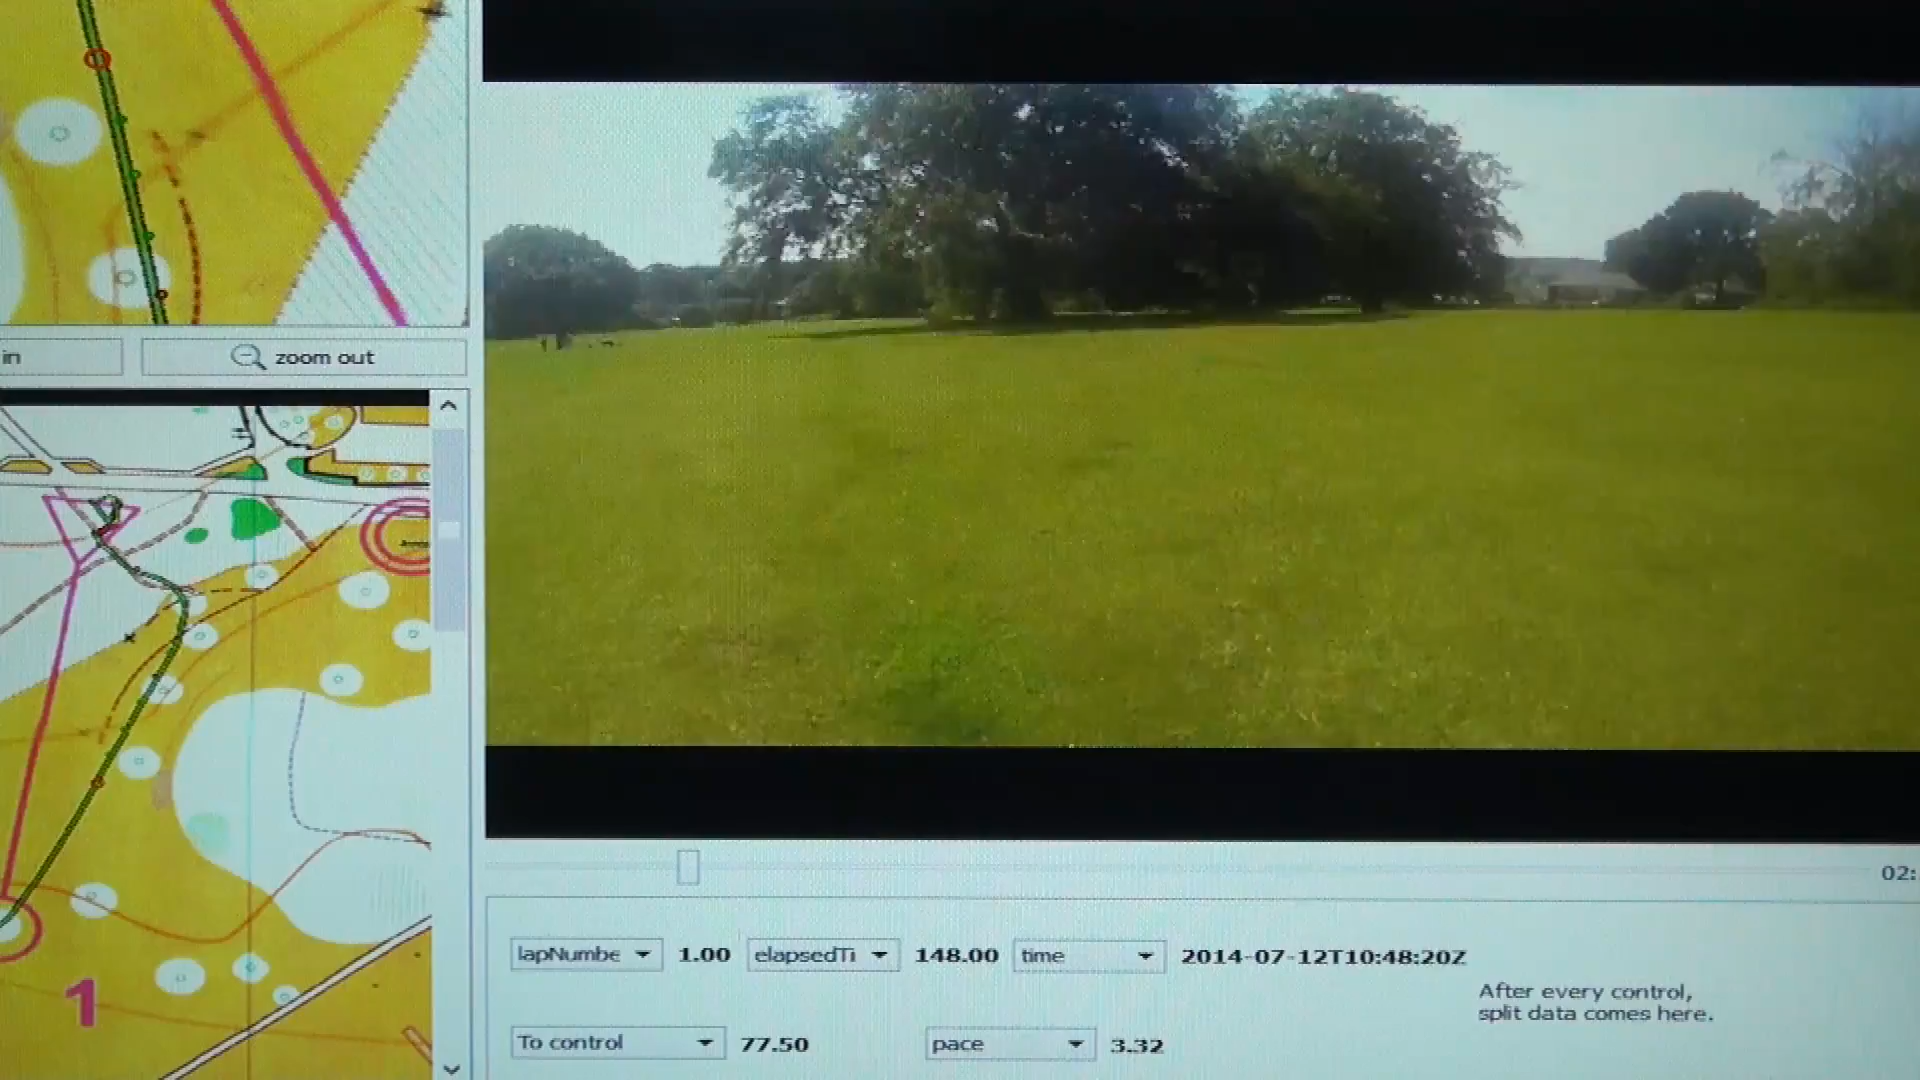 in
zoom out
1
02:
lapNumbe 1.00 elapsedTi 148.00 time 2014-07-12T10:48:20Z
After every control,
split data comes here.
To control 77.50 pace 3.32